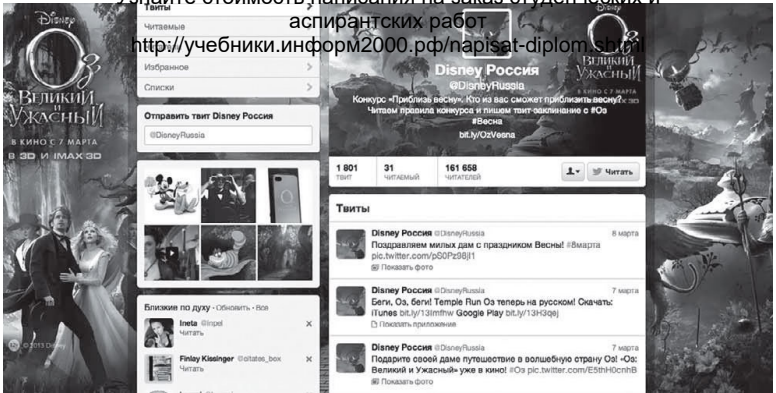 Узнайте стоимость написания на заказ студенческих и
аспирантских работ
http://учебники.информ2000.рф/napisat-diplom.shtml
Disney
Оз
Великий
и
Ужасный
в кино с 7 марта
в 3D и IMAX 3D
© 2013 Disney
Твиты
Читаемые
Избранное
Списки
Отправить твит Disney Россия
@DisneyRussia
Близкие по духу · Обновить · Все
Ineta @inpel
Читать
Finlay Kissinger @citates_box
Читать
Disney Россия
@DisneyRussia
Конкурс «Приблизь весну». Кто из вас сможет приблизить весну?
Читаем правила конкурса и пишем твит-заклинание с #Оз
#Весна
bit.ly/OzVesna
Disney
Великий
и
Ужасный
1 801
твит
31
читаемый
161 658
читателей
Читать
Твиты
Disney Россия @DisneyRussia 8 марта
Поздравляем милых дам с праздником Весны! #8марта
pic.twitter.com/pS0Pz98jI1
Показать фото
Disney Россия @DisneyRussia 7 марта
Беги, Оз, беги! Temple Run Оз теперь на русском! Скачать:
iTunes bit.ly/13Imfhw Google Play bit.ly/13H3qej
Показать приложение
Disney Россия @DisneyRussia 7 марта
Подарите своей даме путешествие в волшебную страну Оз! «Оз:
Великий и Ужасный» уже в кино! #Оз pic.twitter.com/E5thH0cnhB
Показать фото